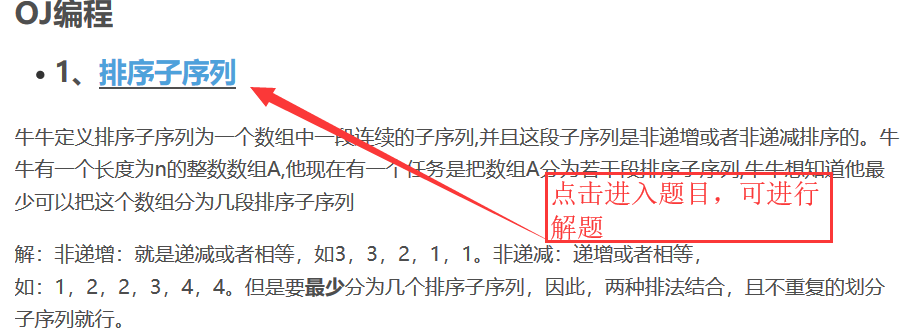 OJ编程
• 1、排序子序列
牛牛定义排序子序列为一个数组中一段连续的子序列,并且这段子序列是非递增或者非递减排序的。牛
牛有一个长度为n的整数数组A,他现在有一个任务是把数组A分为若干段排序子序列,牛牛想知道他最
少可以把这个数组分为几段排序子序列
点击进入题目，可进行
解题
解：非递增：就是递减或者相等，如3，3，2，1，1。非递减：递增或者相等，
如：1，2，2，3，4，4。但是要最少分为几个排序子序列，因此，两种排法结合，且不重复的划分
子序列就行。